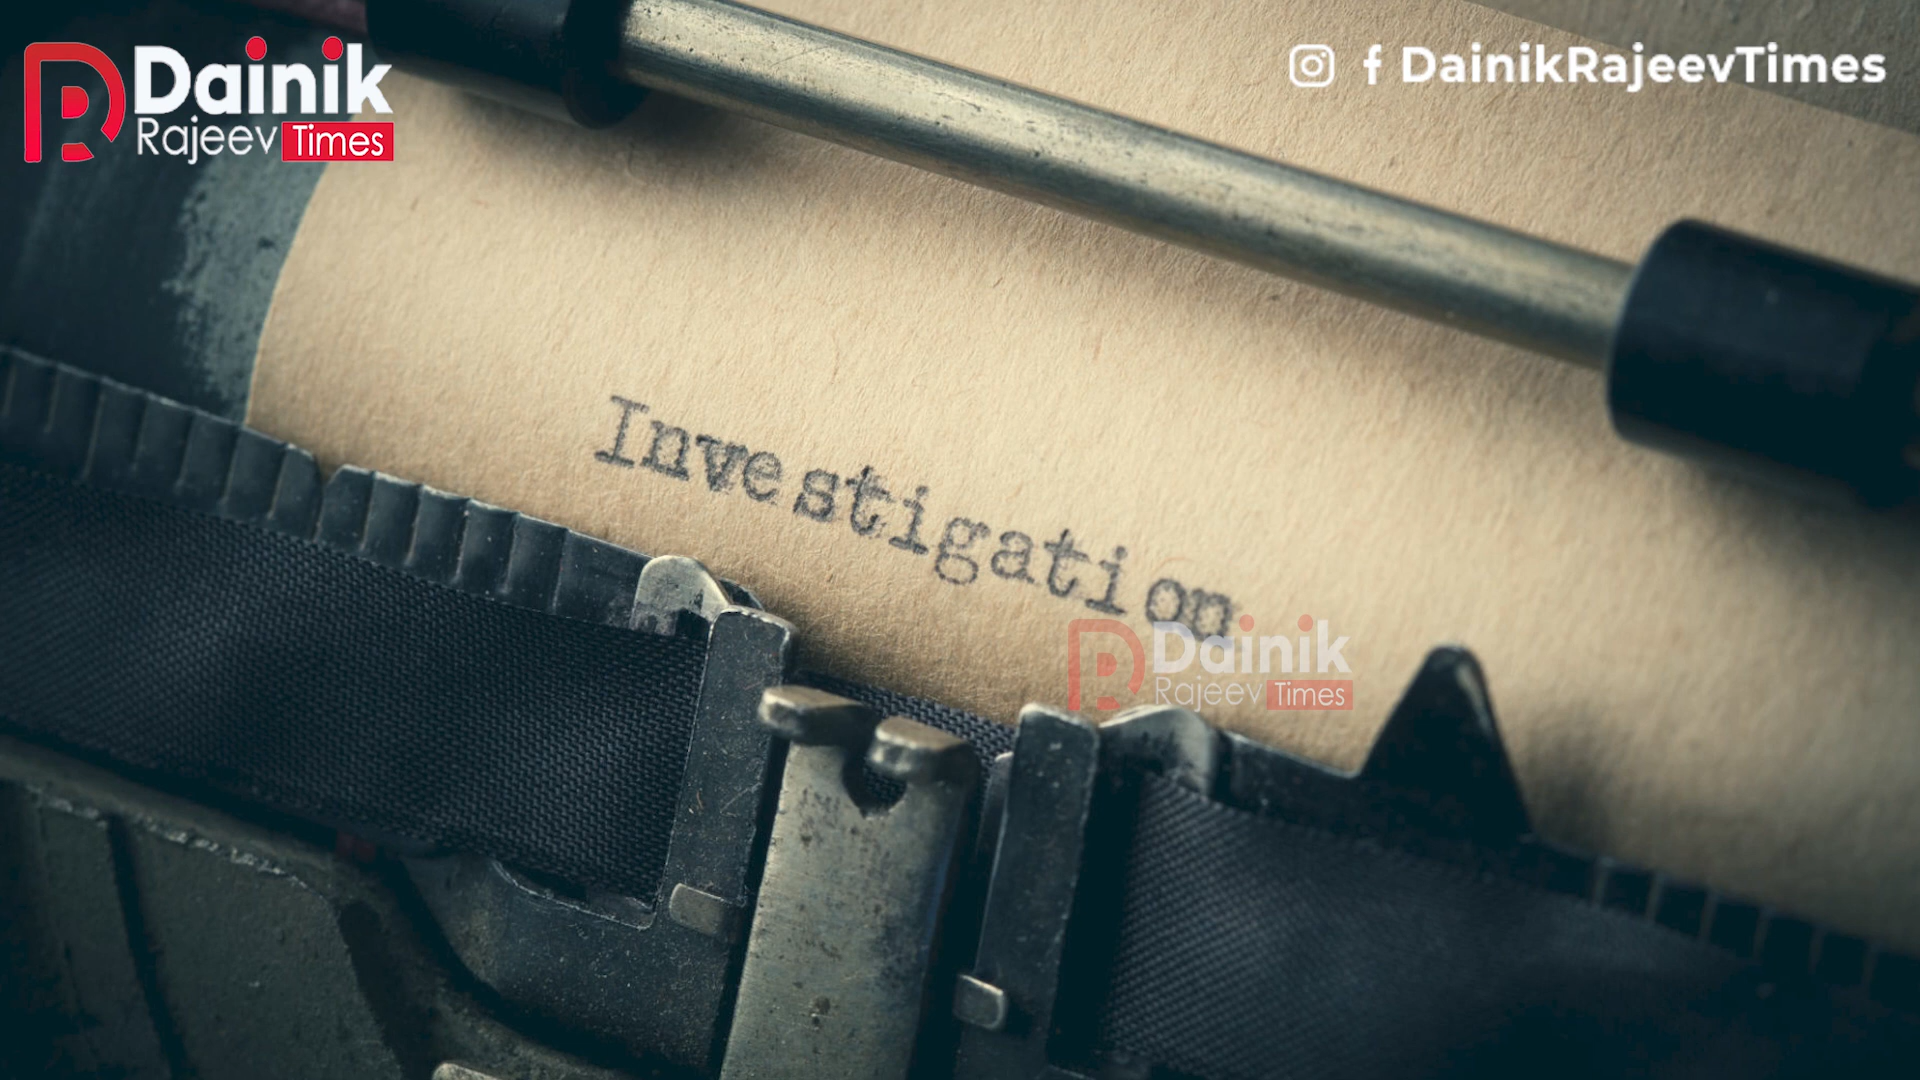 Dainik
Rajeev Times
DainikRajeevTimes
Investigation
Dainik
Rajeev Times